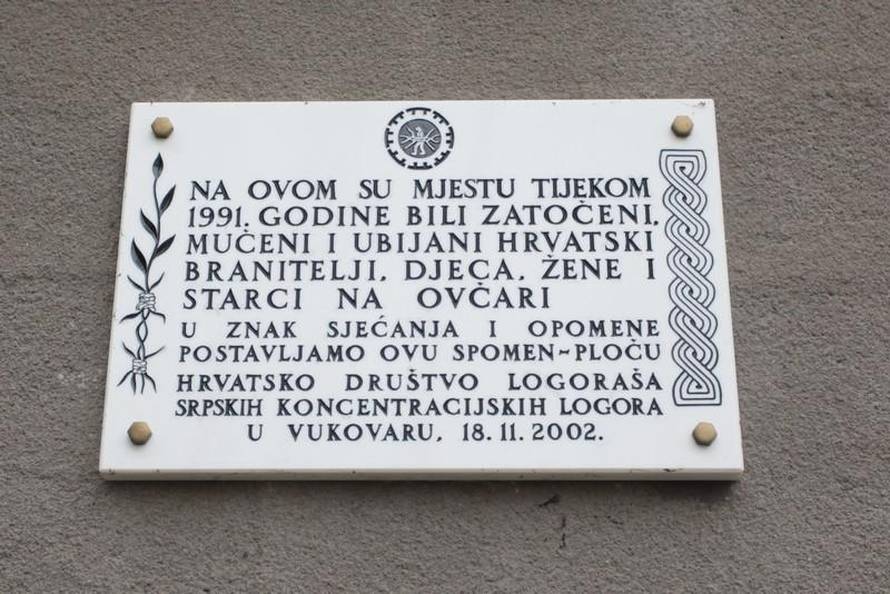 NA OVOM SU MJESTU TIJEKOM
1991. GODINE BILI ZATOČENI,
MUČENI I UBIJANI HRVATSKI
BRANITELJI, DJECA, ŽENE I
STARCI NA OVČARI
U ZNAK SJEĆANJA I OPOMENE
POSTAVLJAMO OVU SPOMEN-PLOČU
HRVATSKO DRUŠTVO LOGORAŠA
SRPSKIH KONCENTRACIJSKIH LOGORA
U VUKOVARU, 18.11.2002.